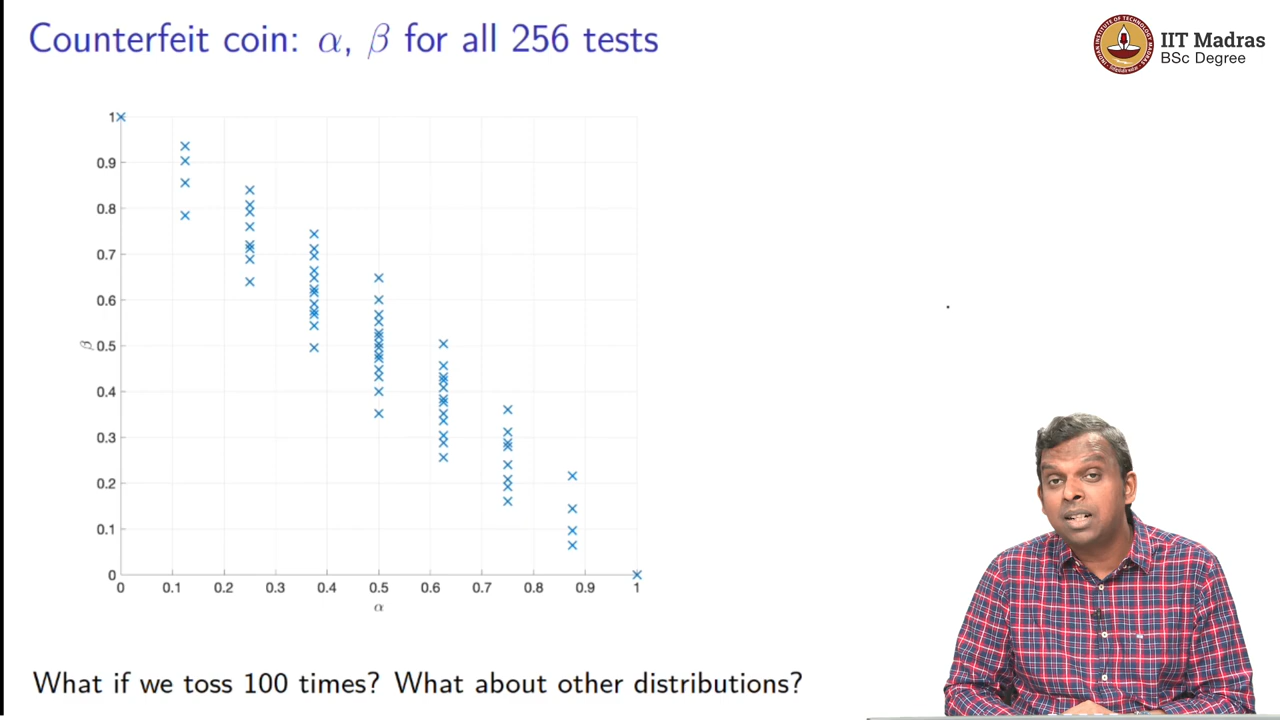 Counterfeit coin: α, β for all 256 tests
IIT Madras
BSc Degree
1
0.9
0.8
0.7
0.6
0.5
0.4
0.3
0.2
0.1
0
β
0 0.1 0.2 0.3 0.4 0.5 0.6 0.7 0.8 0.9 1
α
What if we toss 100 times? What about other distributions?